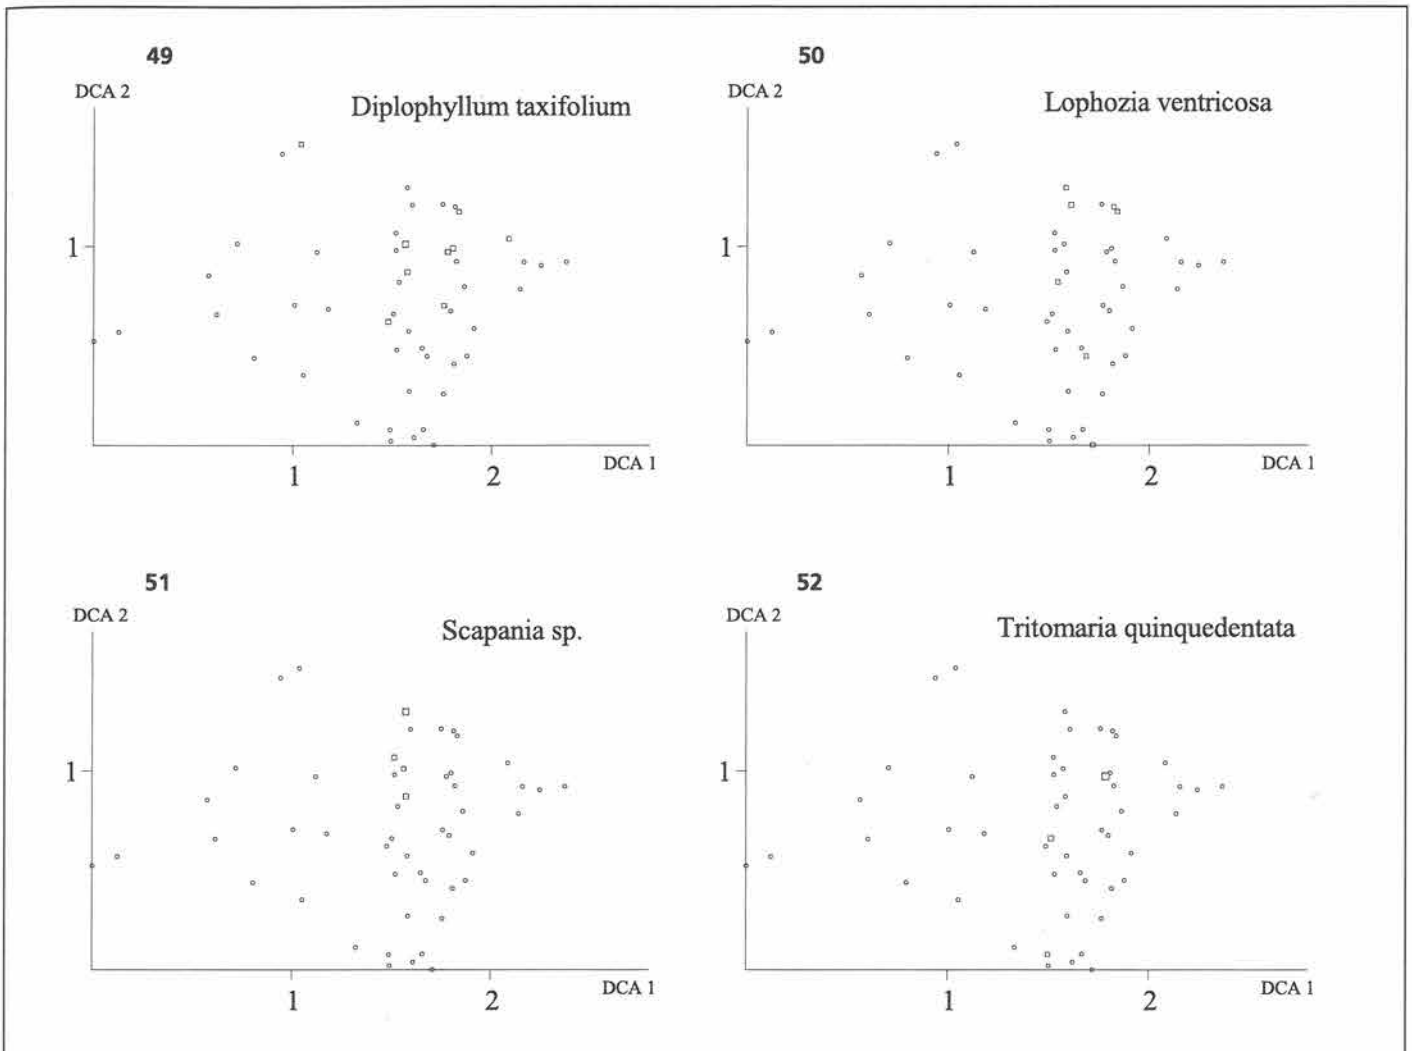 49
DCA 2
Diplophyllum taxifolium
1
1
2
DCA 1
50
DCA 2
Lophozia ventricosa
1
1
2
DCA 1
51
DCA 2
Scapania sp.
1
1
2
DCA 1
52
DCA 2
Tritomaria quinquedentata
1
1
2
DCA 1